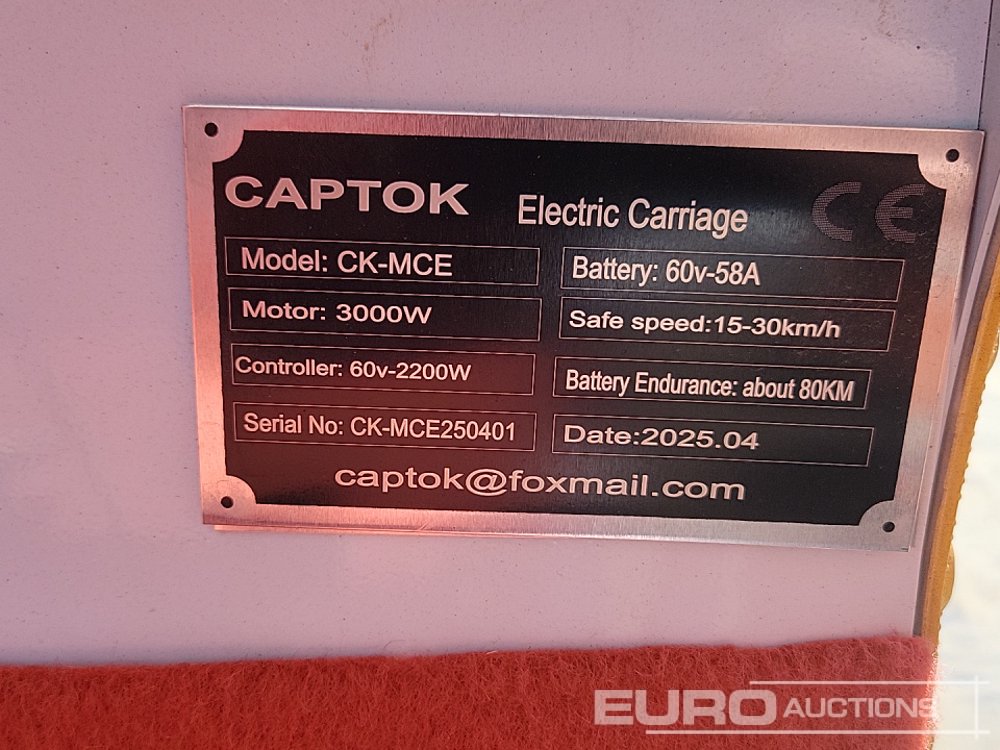 CAPTOK Electric Carriage CE
Model: CK-MCE
Battery: 60v-58A
Motor: 3000W
Safe speed:15-30km/h
Controller: 60v-2200W
Battery Endurance: about 80KM
Serial No: CK-MCE250401
Date:2025.04
captok@foxmail.com
EURO AUCTIONS